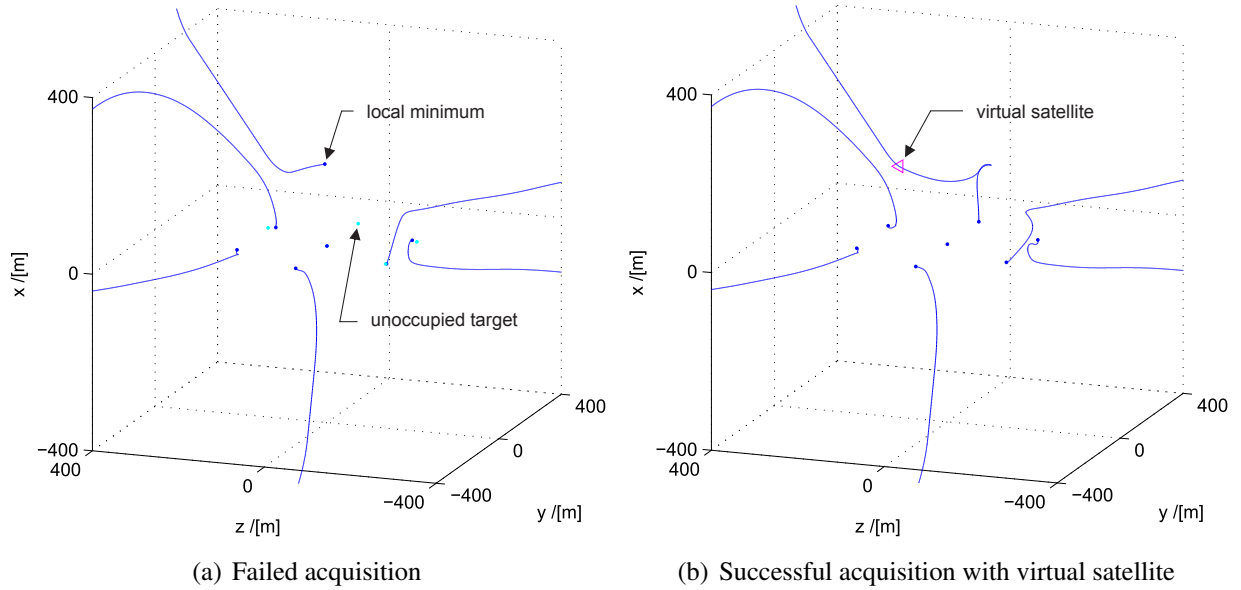 400
0
−400
400
0
−400
−400
0
400
x /[m]
z /[m]
y /[m]
local minimum
unoccupied target
(a) Failed acquisition
400
0
−400
400
0
−400
−400
0
400
x /[m]
z /[m]
y /[m]
virtual satellite
(b) Successful acquisition with virtual satellite